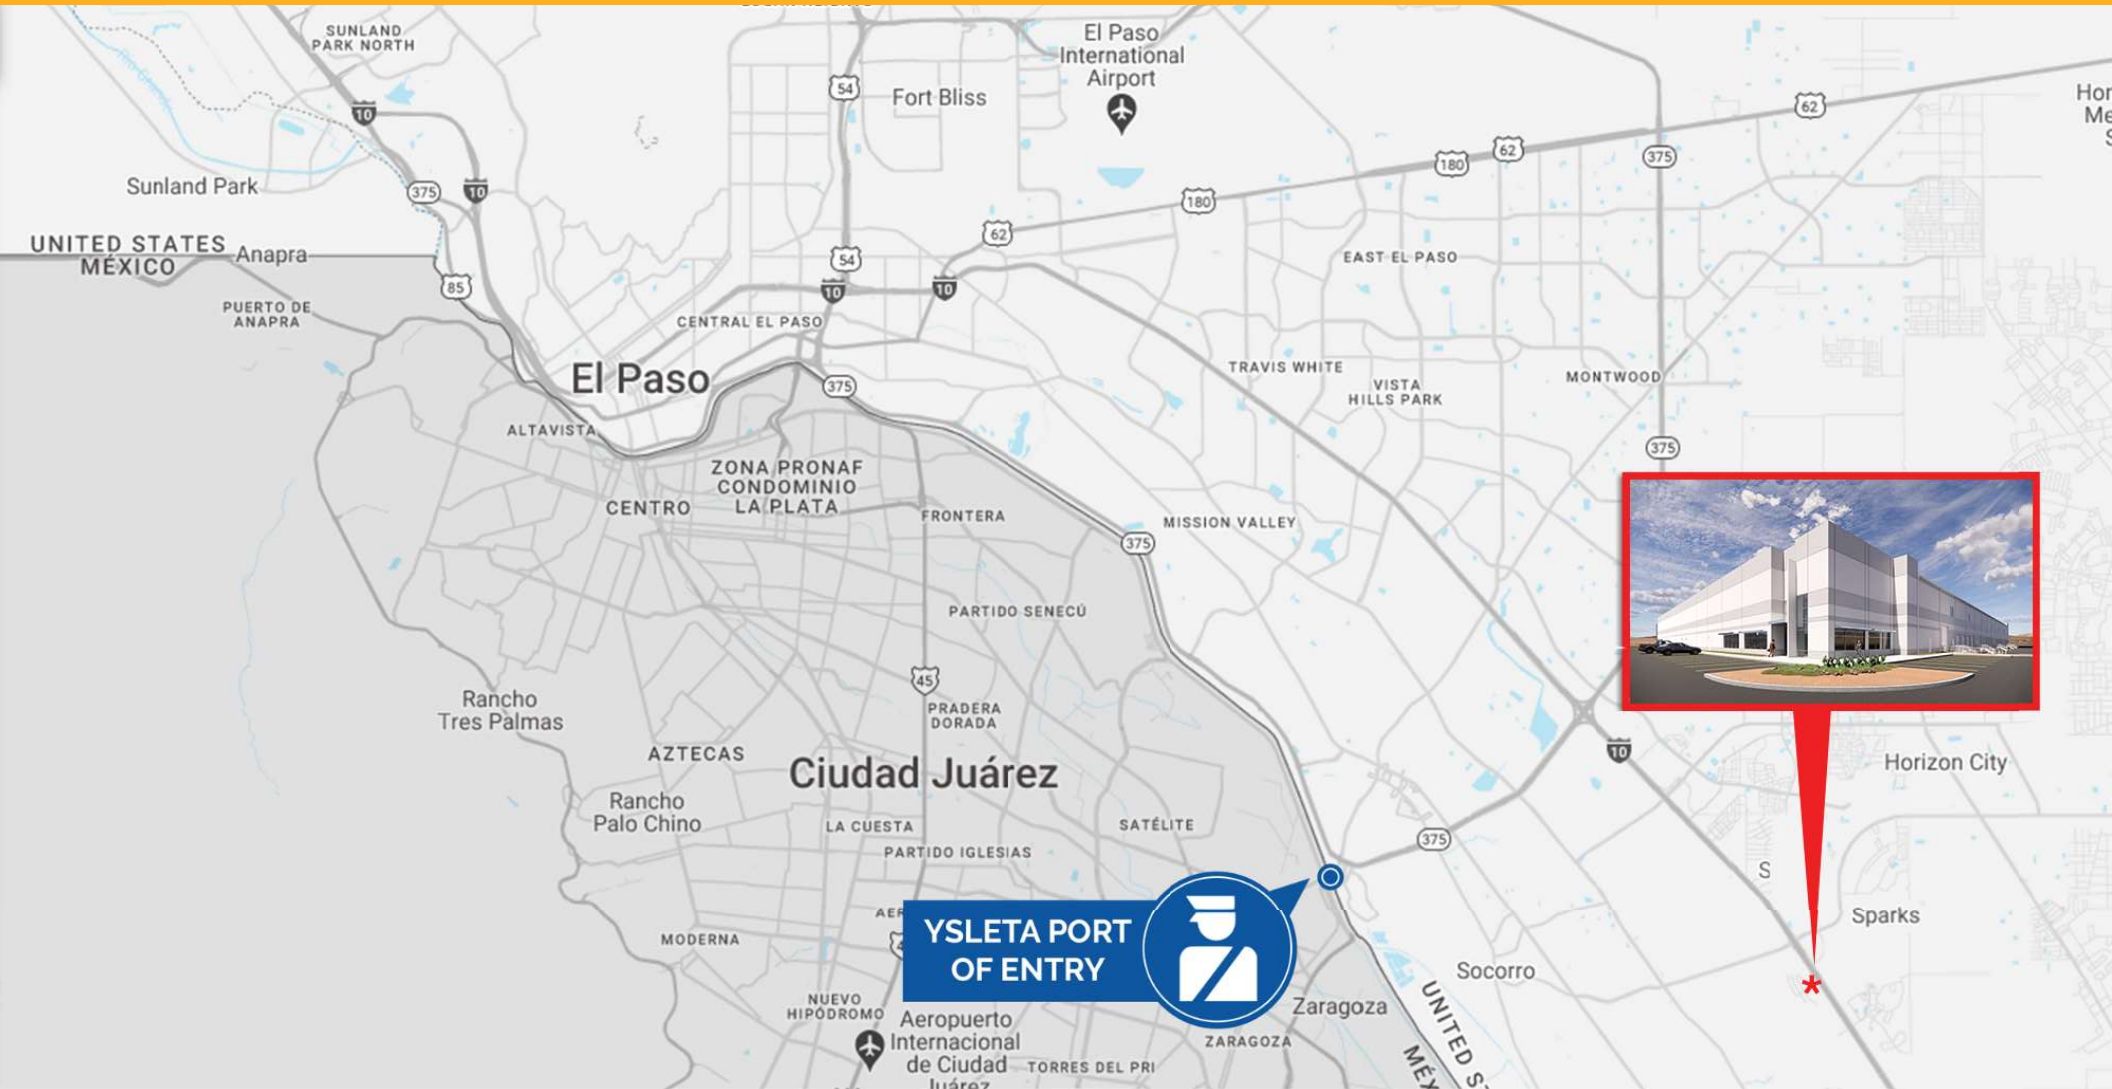 SUNLAND
PARK NORTH
El Paso
International
Airport
54
Fort Bliss
62
10
180
62
375
Sunland Park
375
10
180
62
UNITED STATES
MÉXICO
Anapra
54
EAST EL PASO
85
10
10
PUERTO DE
ANAPRA
CENTRAL EL PASO
El Paso
375
TRAVIS WHITE
VISTA
HILLS PARK
MONTWOOD
ALTAVISTA
375
ZONA PRONAF
CONDOMINIO
LA PLATA
CENTRO
FRONTERA
MISSION VALLEY
375
PARTIDO SENECÚ
45
Rancho
Tres Palmas
PRADERA
DORADA
AZTECAS
10
Horizon City
Ciudad Juárez
Rancho
Palo Chino
LA CUESTA
SATÉLITE
375
PARTIDO IGLESIAS
S
AER
Sparks
YSLETA PORT
OF ENTRY
MODERNA
4
Socorro
*
NUEVO
HIPÓDROMO
Zaragoza
Aeropuerto
Internacional
de Ciudad
Juárez
ZARAGOZA
TORRES DEL PRI
UNITED S
MÉX